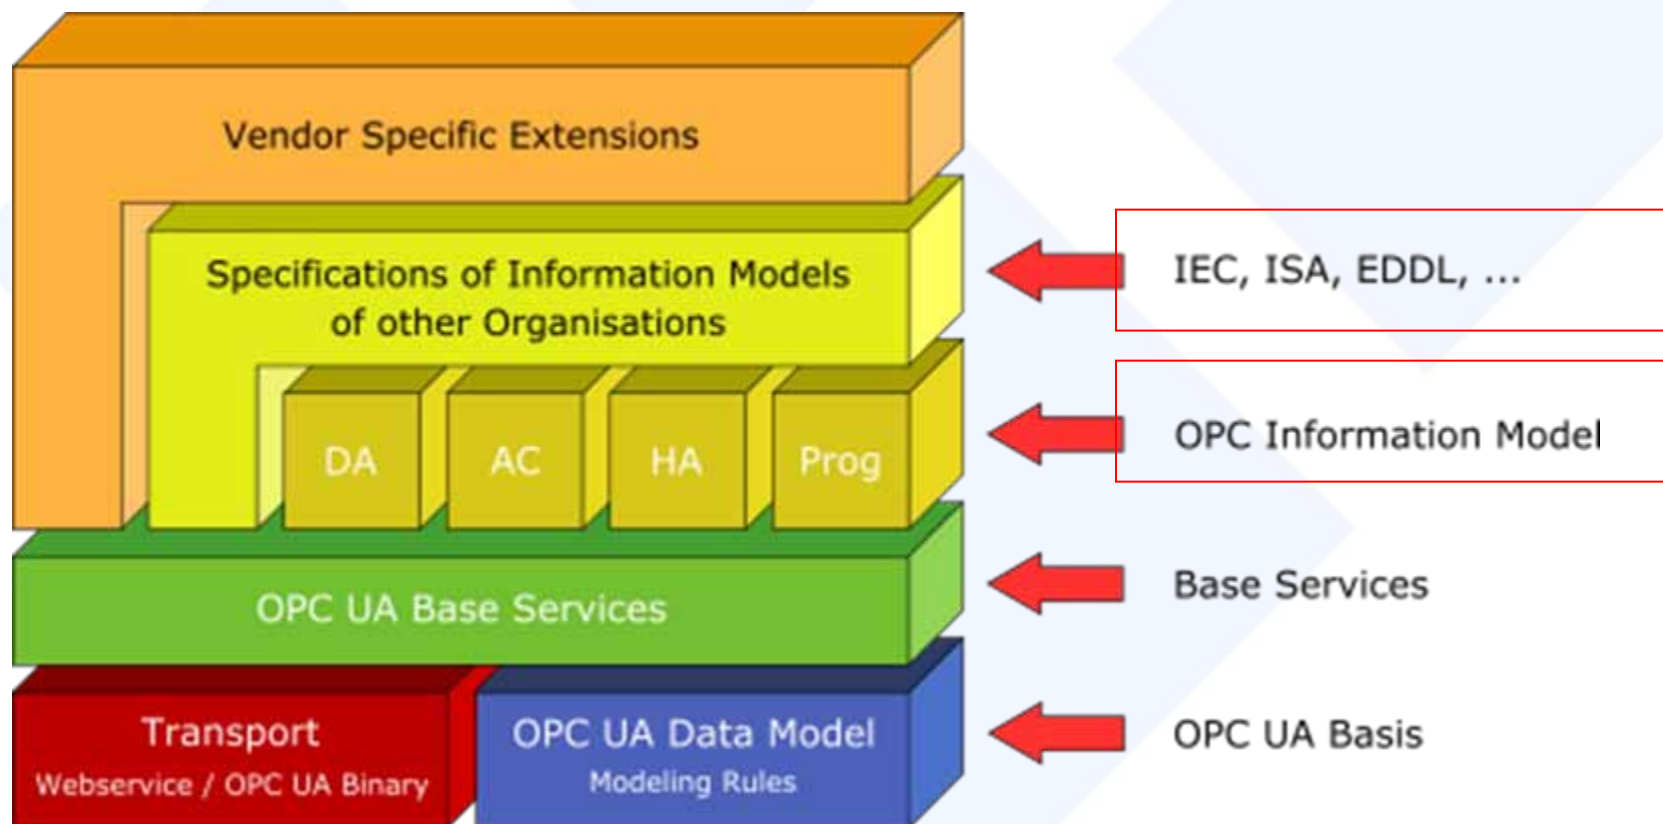 Vendor Specific Extensions
Specifications of Information Models
of other Organisations
IEC, ISA, EDDL, ...
DA
AC
HA
Prog
OPC Information Model
OPC UA Base Services
Base Services
Transport
Webservice / OPC UA Binary
OPC UA Data Model
Modeling Rules
OPC UA Basis